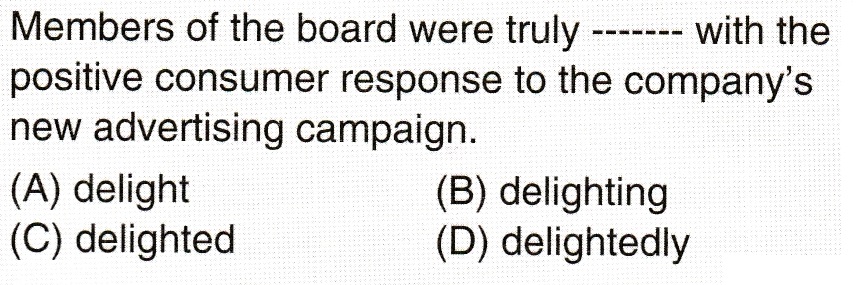 Members of the board were truly ------- with the
positive consumer response to the company's
new advertising campaign.
(A) delight (B) delighting
(C) delighted (D) delightedly